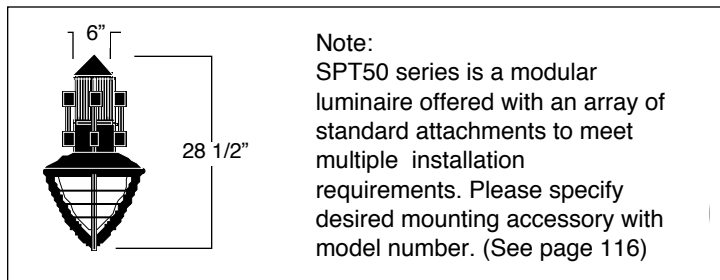 6”
28 1/2”
Note:
SPT50 series is a modular
luminaire offered with an array of
standard attachments to meet
multiple installation
requirements. Please specify
desired mounting accessory with
model number. (See page 116)